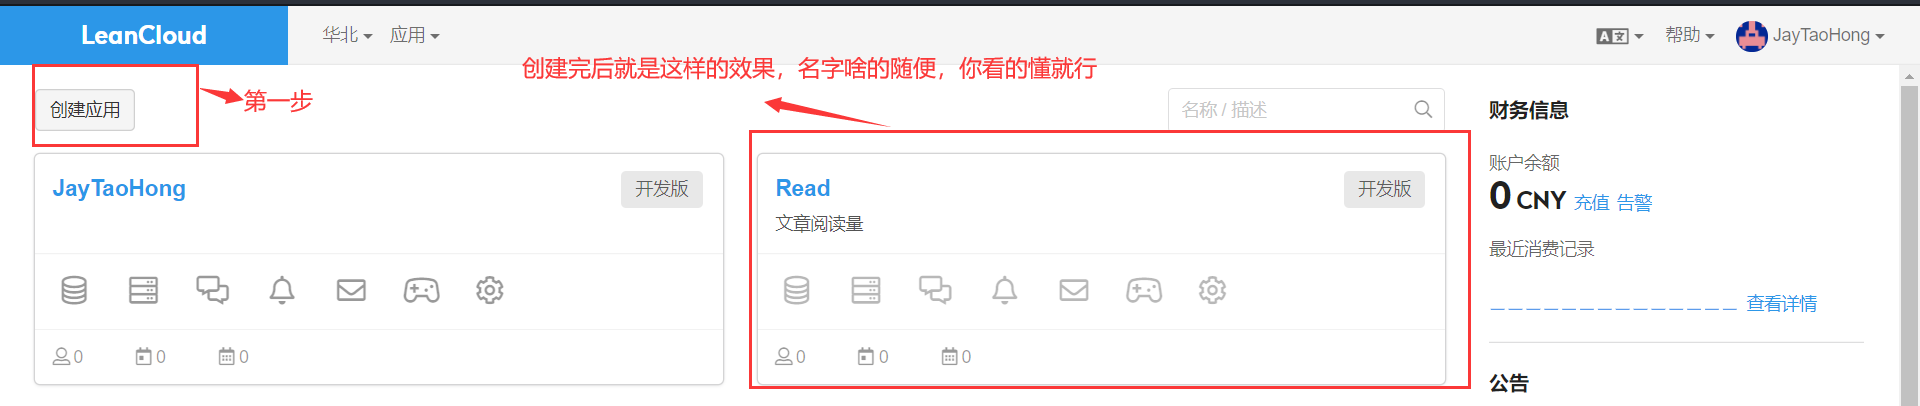 LeanCloud
华北
应用
帮助
JayTaoHong
创建完后就是这样的效果，名字啥的随便，你看的懂就行
创建应用
第一步
名称 / 描述
财务信息
JayTaoHong
开发版
Read
开发版
文章阅读量
账户余额
0 CNY 充值 告警
最近消费记录
查看详情
0 0 0
0 0 0
公告